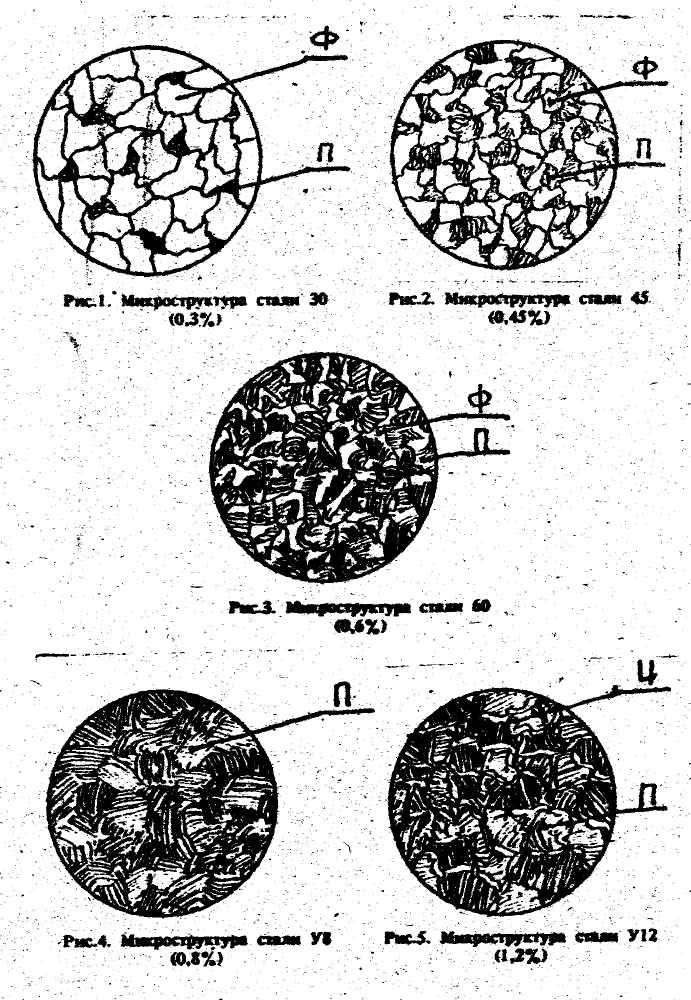 Ф
П
Рис.1. Микроструктура стали 30
(0,3%)
Ф
П
Рис.2. Микроструктура стали 45
(0,45%)
Ф
П
Рис.3. Микроструктура стали 60
(0,6%)
П
Рис.4. Микроструктура стали У8
(0,8%)
Ц
П
Рис.5. Микроструктура стали У12
(1,2%)